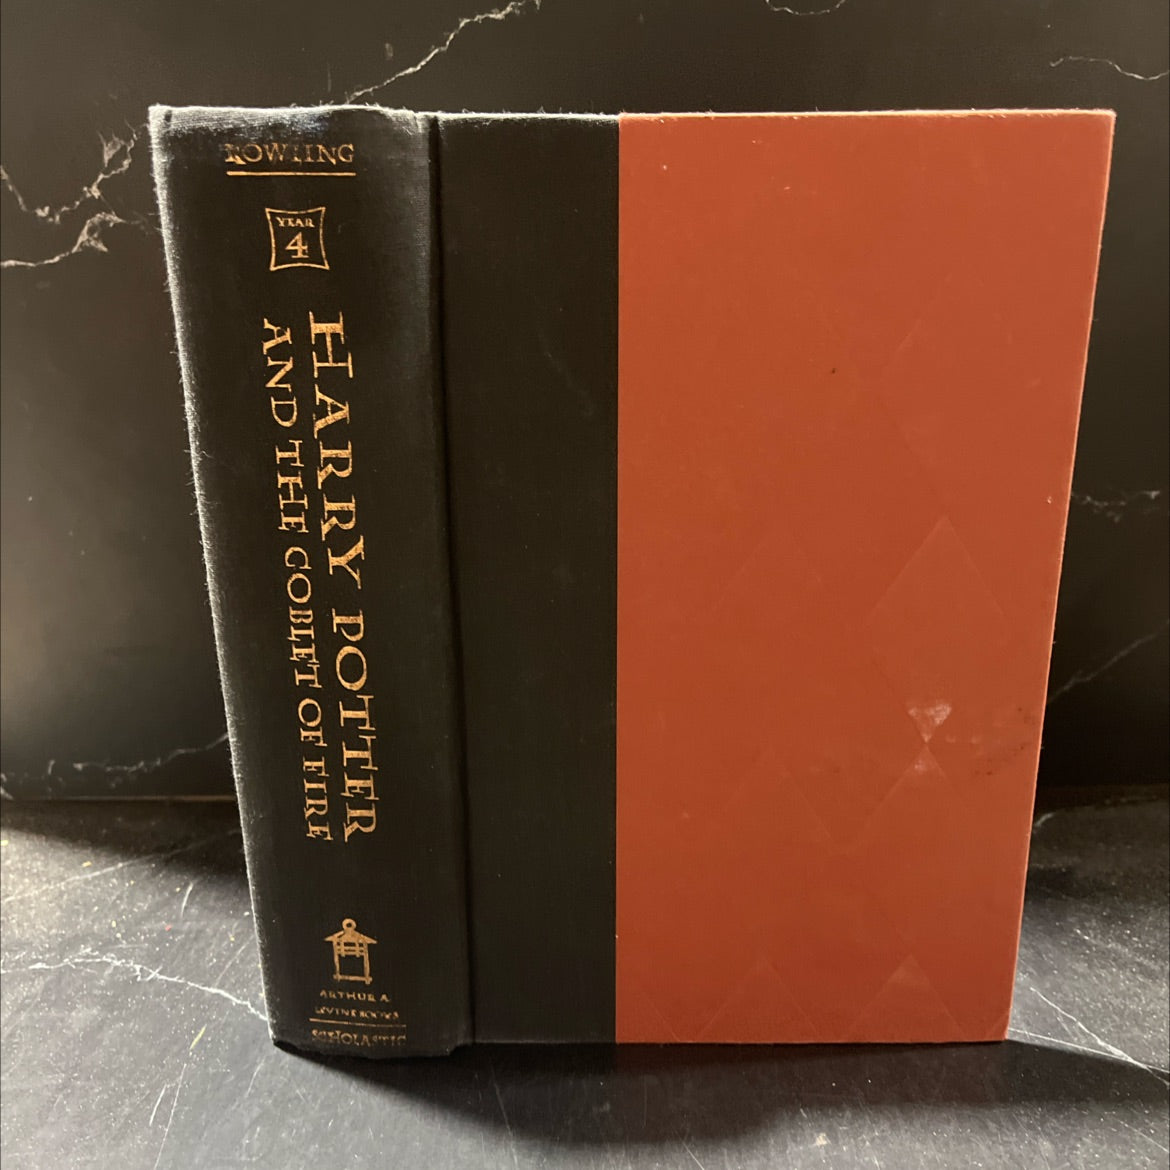 ROWLING
YEAR
4
HARRY POTTER
AND THE GOBLET OF FIRE
ARTHUR A.
LEVINE BOOKS
SCHOLASTIC